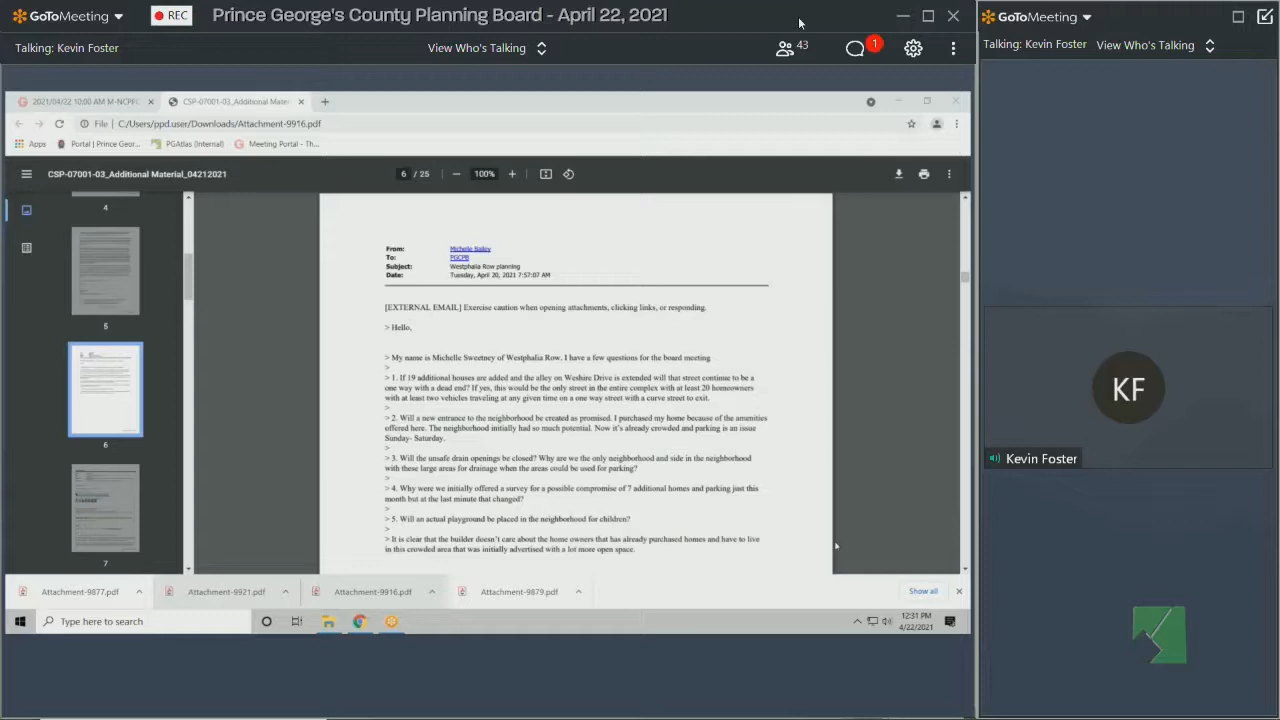 GoToMeeting
REC
Prince George's County Planning Board - April 22, 2021
GoToMeeting
Talking: Kevin Foster
View Who's Talking
43
1
Talking: Kevin Foster
View Who's Talking
2021/04/22 10:00 AM M-NCPPC
CSP-07001-03_Additional Mater
File
C:/Users/ppd.user/Downloads/Attachment-9916.pdf
Apps
Portal | Prince Geor...
PGAtlas (Internal)
Meeting Portal - Th...
CSP-07001-03_Additional Material_04212021
6 / 25
100%
4
5
6
7
From: Michelle Bailey
To: PGCPB
Subject: Westphalia Row planning
Date: Tuesday, April 20, 2021 7:57:07 AM
[EXTERNAL EMAIL] Exercise caution when opening attachments, clicking links, or responding.
> Hello,
> My name is Michelle Sweetney of Westphalia Row. I have a few questions for the board meeting
>
> 1. If 19 additional houses are added and the alley on Weshire Drive is extended will that street continue to be a
one way with a dead end? If yes, this would be the only street in the entire complex with at least 20 homeowners
with at least two vehicles traveling at any given time on a one way street with a curve street to exit.
>
> 2. Will a new entrance to the neighborhood be created as promised. I purchased my home because of the amenities
offered here. The neighborhood initially had so much potential. Now it's already crowded and parking is an issue
Sunday- Saturday.
>
> 3. Will the unsafe drain openings be closed? Why are we the only neighborhood and side in the neighborhood
with these large areas for drainage when the areas could be used for parking?
>
> 4. Why were we initially offered a survey for a possible compromise of 7 additional homes and parking just this
month but at the last minute that changed?
>
> 5. Will an actual playground be placed in the neighborhood for children?
>
> It is clear that the builder doesn't care about the home owners that has already purchased homes and have to live
in this crowded area that was initially advertised with a lot more open space.
KF
Kevin Foster
Attachment-9877.pdf
Attachment-9921.pdf
Attachment-9916.pdf
Attachment-9879.pdf
Show all
Type here to search
12:31 PM
4/22/2021